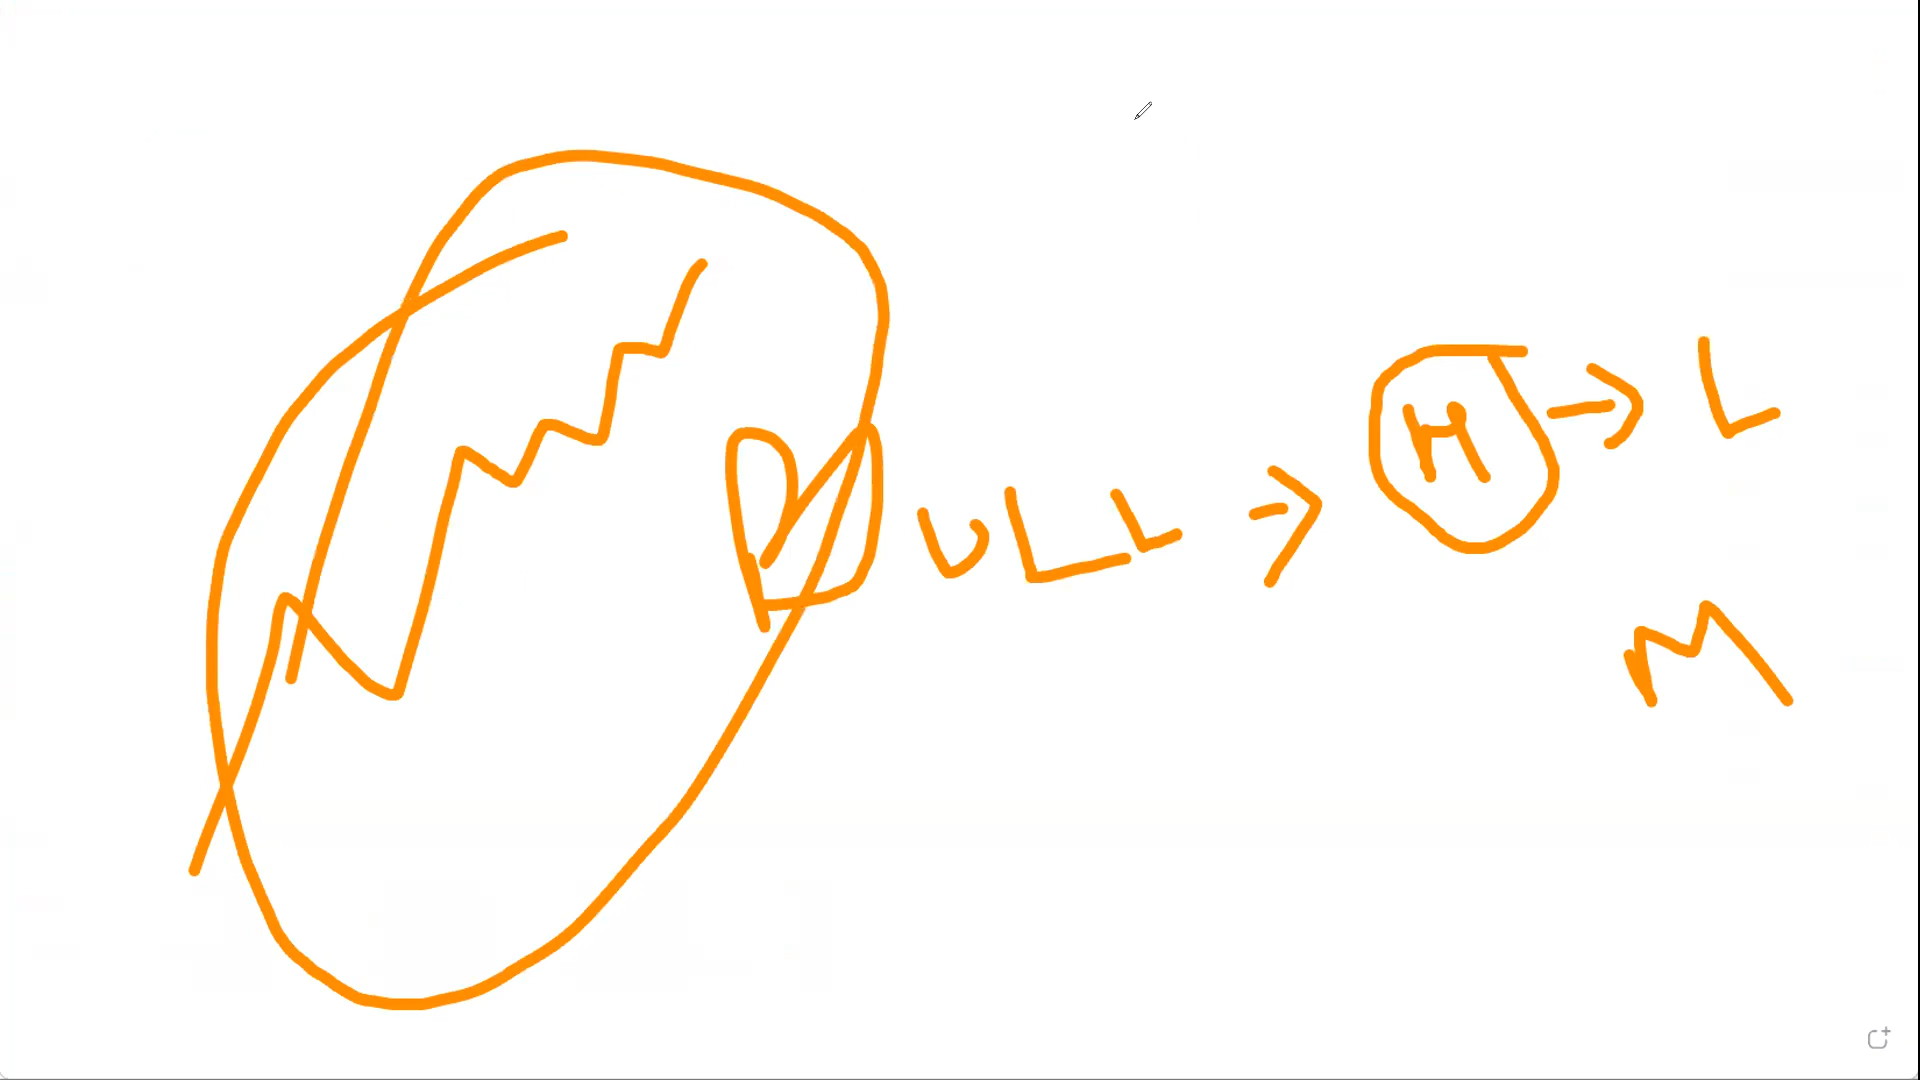 BULL → H → L
M